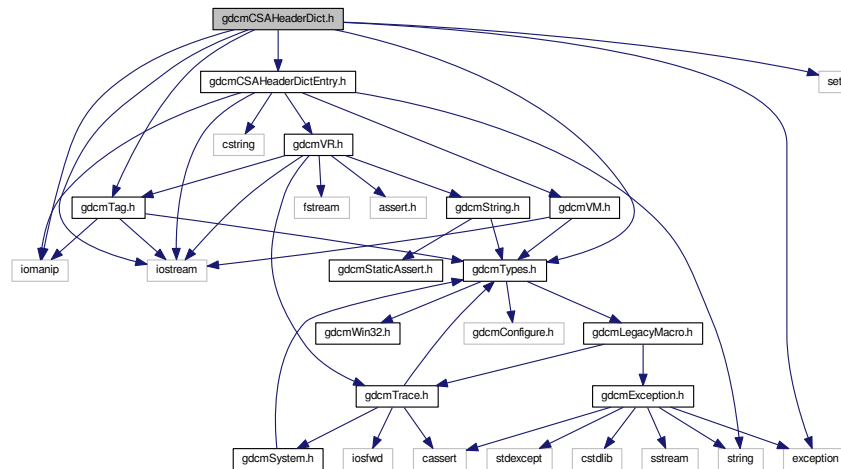 gdcmCSAHeaderDict.h
gdcmCSAHeaderDictEntry.h
set
cstring
gdcmVR.h
gdcmTag.h
fstream
assert.h
gdcmString.h
gdcmVM.h
iomanip
iostream
gdcmStaticAssert.h
gdcmTypes.h
gdcmWin32.h
gdcmConfigure.h
gdcmLegacyMacro.h
gdcmTrace.h
gdcmException.h
gdcmSystem.h
iosfwd
cassert
stdexcept
cstdlib
sstream
string
exception